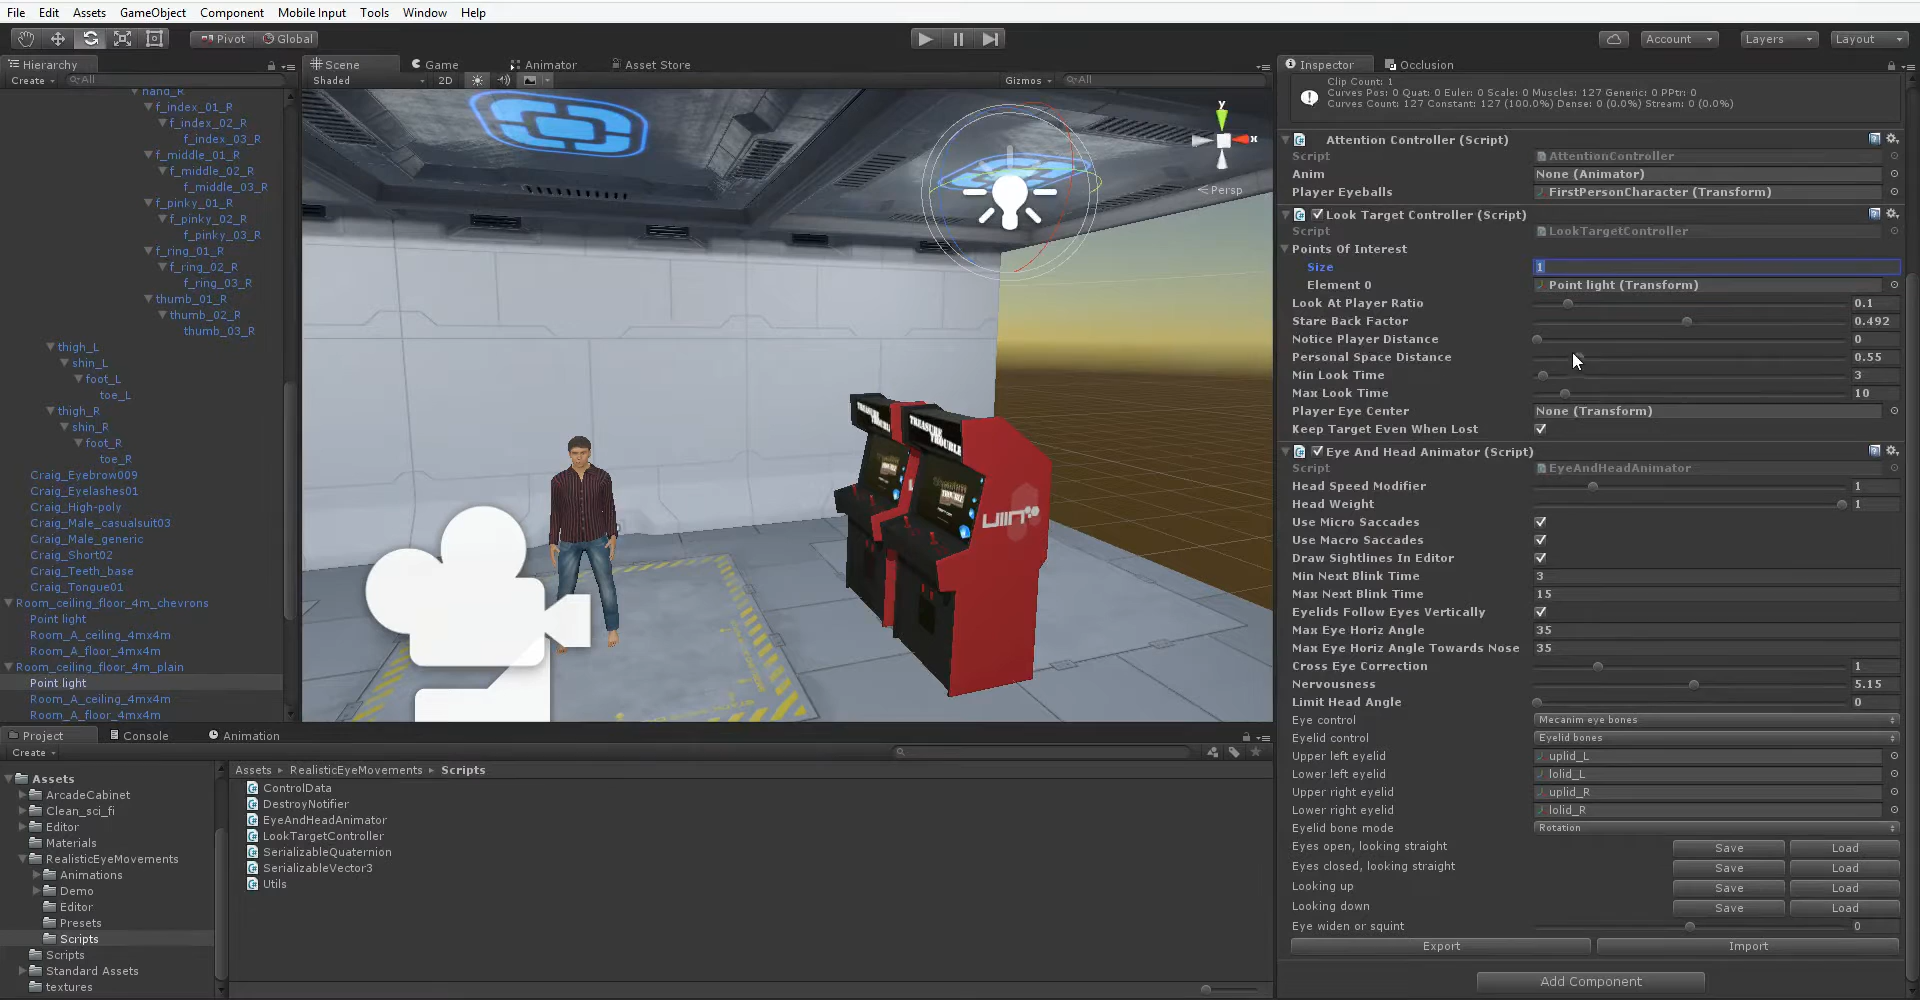 File Edit Assets GameObject Component Mobile Input Tools Window Help
Pivot Global Account Layers Layout
Hierarchy
Create All
hand_R
f_index_01_R
f_index_02_R
f_index_03_R
f_middle_01_R
f_middle_02_R
f_middle_03_R
f_pinky_01_R
f_pinky_02_R
f_pinky_03_R
f_ring_01_R
f_ring_02_R
f_ring_03_R
thumb_01_R
thumb_02_R
thumb_03_R
thigh_L
shin_L
foot_L
toe_L
thigh_R
shin_R
foot_R
toe_R
Craig_Eyebrow009
Craig_Eyelashes01
Craig_High-poly
Craig_Male_casualsuit03
Craig_Male_generic
Craig_Short02
Craig_Teeth_base
Craig_Tongue01
Room_ceiling_floor_4m_chevrons
Point light
Room_A_ceiling_4mx4m
Room_A_floor_4mx4m
Room_ceiling_floor_4m_plain
Point light
Room_A_ceiling_4mx4m
Room_A_floor_4mx4m
Scene Game Animator Asset Store
Shaded 2D Gizmos All
y
x
Persp
TREASURE TROUBLE
TREASURE TROUBLE
TROUBLE
Inspector Occlusion
Clip Count: 1
Curves Pos: 0 Quat: 0 Euler: 0 Scale: 0 Muscles: 127 Generic: 0 PPtr: 0
Curves Count: 127 Constant: 127 (100.0%) Dense: 0 (0.0%) Stream: 0 (0.0%)
Attention Controller (Script)
Script AttentionController
Anim None (Animator)
Player Eyeballs FirstPersonCharacter (Transform)
Look Target Controller (Script)
Script LookTargetController
Points Of Interest
Size 1
Element 0 Point light (Transform)
Look At Player Ratio 0.1
Stare Back Factor 0.492
Notice Player Distance 0
Personal Space Distance 0.55
Min Look Time 3
Max Look Time 10
Player Eye Center None (Transform)
Keep Target Even When Lost
Eye And Head Animator (Script)
Script EyeAndHeadAnimator
Head Speed Modifier 1
Head Weight 1
Use Micro Saccades
Use Macro Saccades
Draw Sightlines In Editor
Min Next Blink Time 3
Max Next Blink Time 15
Eyelids Follow Eyes Vertically
Max Eye Horiz Angle 35
Max Eye Horiz Angle Towards Nose 35
Cross Eye Correction 1
Nervousness 5.15
Limit Head Angle 0
Eye control Mecanim eye bones
Eyelid control Eyelid bones
Upper left eyelid uplid_L
Lower left eyelid lolid_L
Upper right eyelid uplid_R
Lower right eyelid lolid_R
Eyelid bone mode Rotation
Eyes open, looking straight Save Load
Eyes closed, looking straight Save Load
Looking up Save Load
Looking down Save Load
Eye widen or squint 0
Export Import
Add Component
Project Console Animation
Create
Assets
ArcadeCabinet
Clean_sci_fi
Editor
Materials
RealisticEyeMovements
Animations
Demo
Editor
Presets
Scripts
Scripts
Standard Assets
textures
Assets RealisticEyeMovements Scripts
ControlData
DestroyNotifier
EyeAndHeadAnimator
LookTargetController
SerializableQuaternion
SerializableVector3
Utils